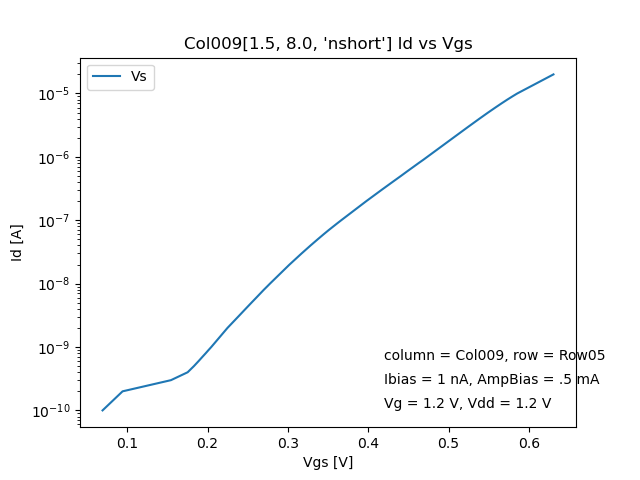 Col009[1.5, 8.0, 'nshort'] Id vs Vgs
Vs
10⁻⁵
10⁻⁶
10⁻⁷
10⁻⁸
10⁻⁹
10⁻¹⁰
Id [A]
column = Col009, row = Row05
Ibias = 1 nA, AmpBias = .5 mA
Vg = 1.2 V, Vdd = 1.2 V
0.1 0.2 0.3 0.4 0.5 0.6
Vgs [V]